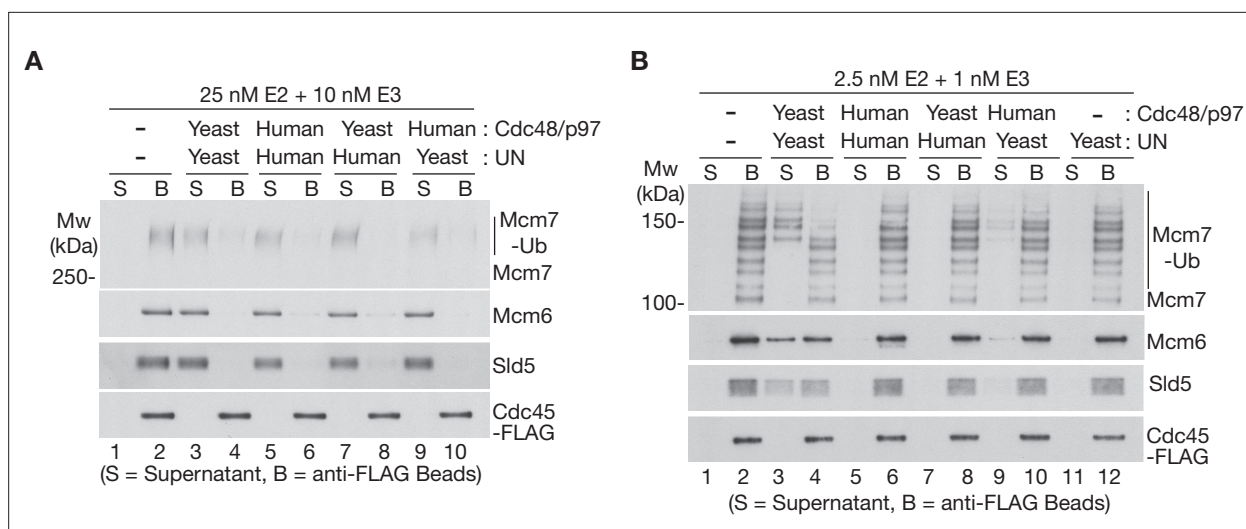 A
25 nM E2 + 10 nM E3
– Yeast Human Yeast Human : Cdc48/p97
– Yeast Human Human Yeast : UN
S B S B S B S B S B
Mw
(kDa)
250-
Mcm7
-Ub
Mcm7
Mcm6
Sld5
Cdc45
-FLAG
1 2 3 4 5 6 7 8 9 10
(S = Supernatant, B = anti-FLAG Beads)
B
2.5 nM E2 + 1 nM E3
– Yeast Human Yeast Human – : Cdc48/p97
– Yeast Human Human Yeast Yeast : UN
S B S B S B S B S B S B
Mw
(kDa)
150-
100-
Mcm7
-Ub
Mcm7
Mcm6
Sld5
Cdc45
-FLAG
1 2 3 4 5 6 7 8 9 10 11 12
(S = Supernatant, B = anti-FLAG Beads)